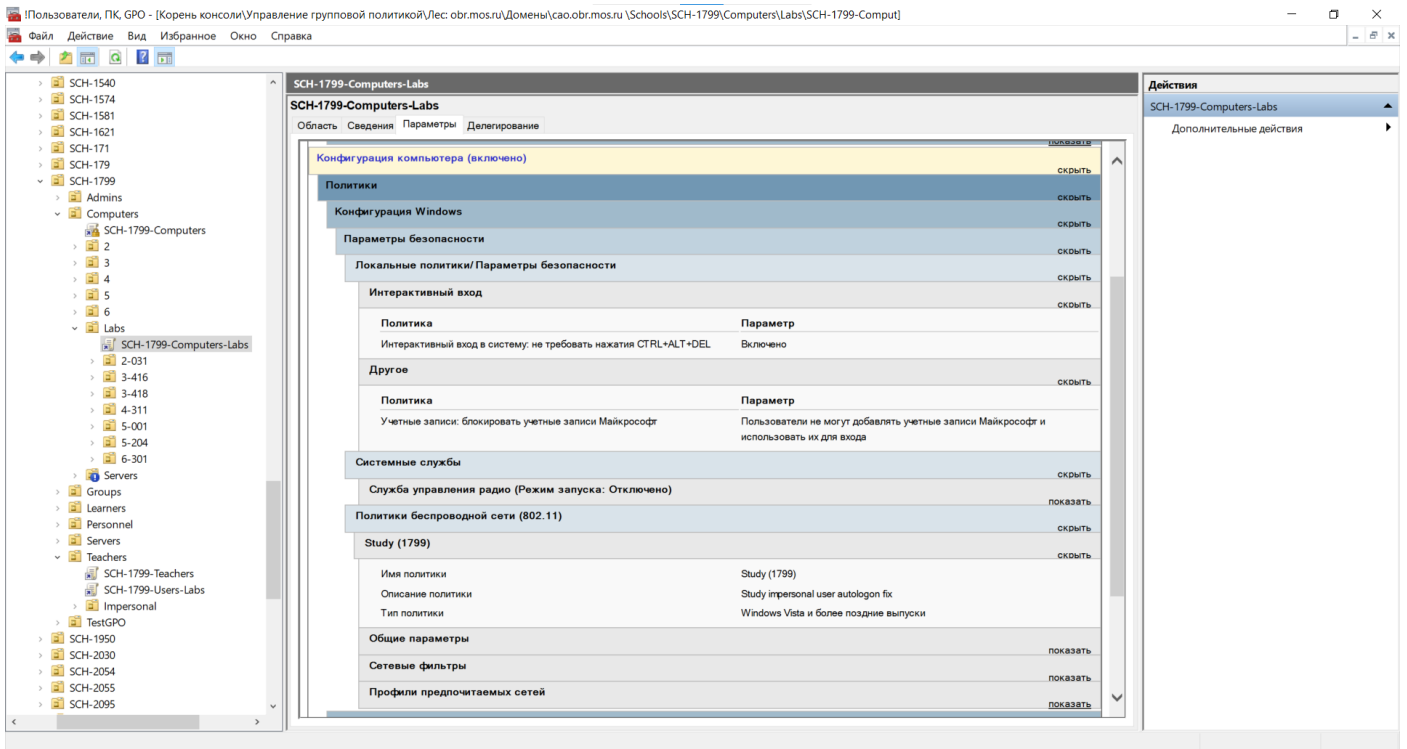 !Пользователи, ПК, GPO - [Корень консоли\Управление групповой политикой\Лес: obr.mos.ru\Домены\cao.obr.mos.ru \Schools\SCH-1799\Computers\Labs\SCH-1799-Comput]
Файл Действие Вид Избранное Окно Справка
SCH-1540
SCH-1574
SCH-1581
SCH-1621
SCH-171
SCH-179
SCH-1799
Admins
Computers
SCH-1799-Computers
2
3
4
5
6
Labs
SCH-1799-Computers-Labs
2-031
3-416
3-418
4-311
5-001
5-204
6-301
Servers
Groups
Learners
Personnel
Servers
Teachers
SCH-1799-Teachers
SCH-1799-Users-Labs
Impersonal
TestGPO
SCH-1950
SCH-2030
SCH-2054
SCH-2055
SCH-2095
SCH-1799-Computers-Labs
SCH-1799-Computers-Labs
Область Сведения Параметры Делегирование
показать
Конфигурация компьютера (включено)
скрыть
Политики
скрыть
Конфигурация Windows
скрыть
Параметры безопасности
скрыть
Локальные политики/Параметры безопасности
скрыть
Интерактивный вход
скрыть
Политика Параметр
Интерактивный вход в систему: не требовать нажатия CTRL+ALT+DEL Включено
Другое
скрыть
Политика Параметр
Учетные записи: блокировать учетные записи Майкрософт Пользователи не могут добавлять учетные записи Майкрософт и
использовать их для входа
Системные службы
скрыть
Служба управления радио (Режим запуска: Отключено)
показать
Политики беспроводной сети (802.11)
скрыть
Study (1799)
скрыть
Имя политики Study (1799)
Описание политики Study impersonal user autologon fix
Тип политики Windows Vista и более поздние выпуски
Общие параметры
показать
Сетевые фильтры
показать
Профили предпочитаемых сетей
показать
Действия
SCH-1799-Computers-Labs
Дополнительные действия